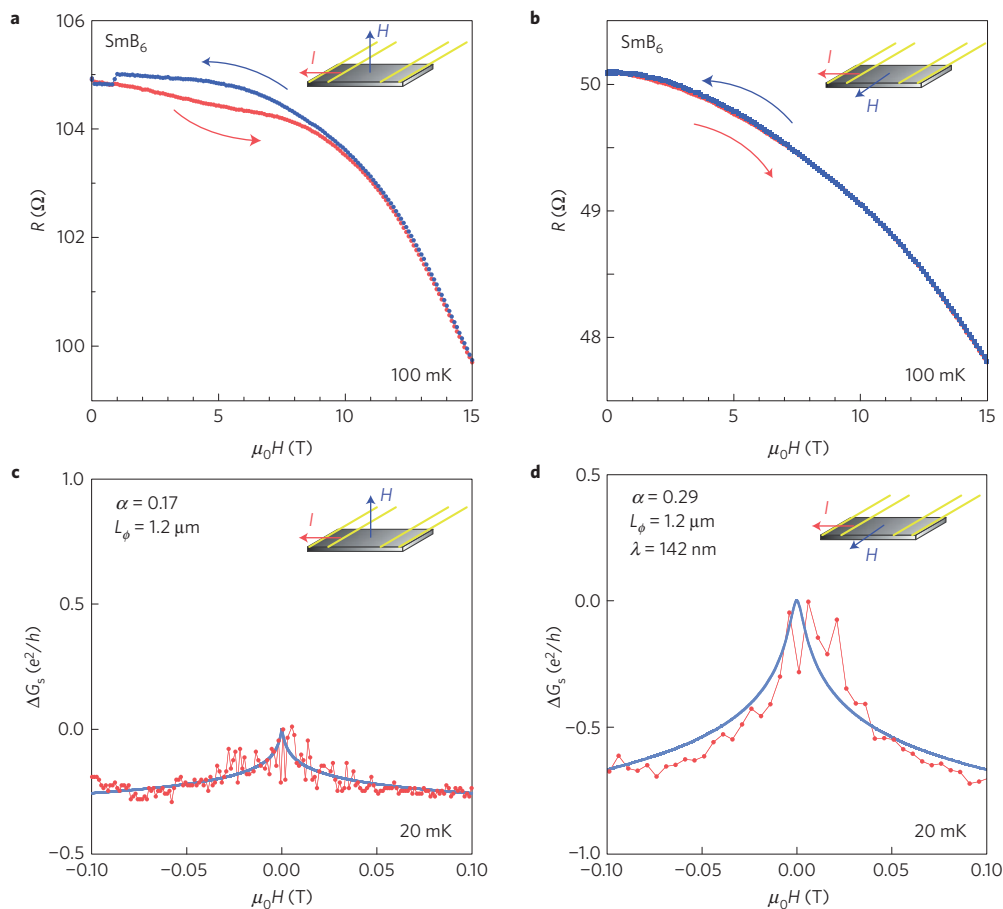 a
SmB6
H
I
R (Ω)
106
104
102
100
100 mK
0
5
10
15
μ0H (T)
b
SmB6
I
H
R (Ω)
50
49
48
100 mK
0
5
10
15
μ0H (T)
c
α = 0.17
Lϕ = 1.2 μm
H
I
ΔGs (e²/h)
1.0
0.5
0.0
−0.5
20 mK
−0.10
−0.05
0.00
0.05
0.10
μ0H (T)
d
α = 0.29
Lϕ = 1.2 μm
λ = 142 nm
I
H
ΔGs (e²/h)
0.5
0.0
−0.5
−1.0
20 mK
−0.10
−0.05
0.00
0.05
0.10
μ0H (T)